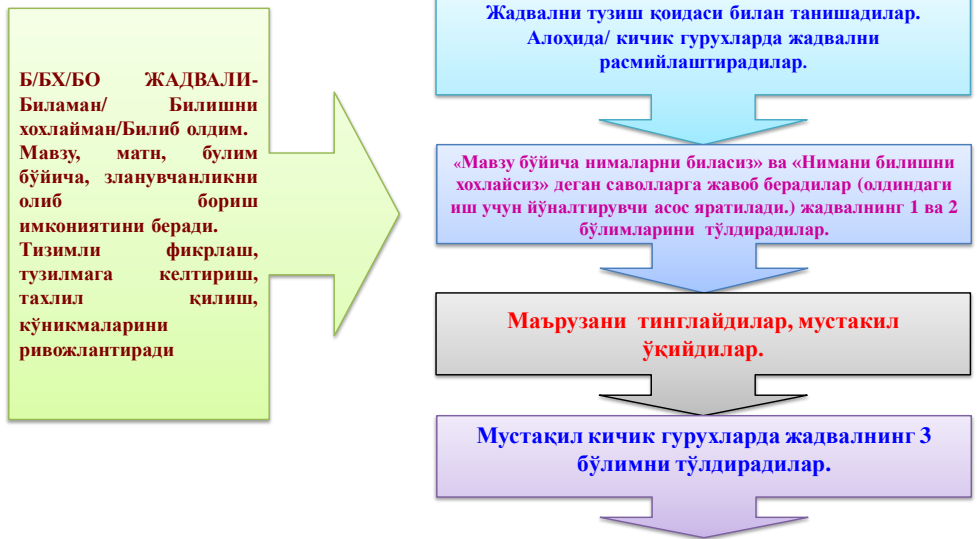 Б/БХ/БО ЖАДВАЛИ-
Биламан/ Билишни
хохлайман/Билиб олдим.
Мавзу, матн, булим
бўйича, зланувчанликни
олиб бориш
имкониятини беради.
Тизимли фикрлаш,
тузилмага келтириш,
тахлил қилиш,
кўникмаларини
ривожлантиради
Жадвални тузиш қоидаси билан танишадилар.
Алоҳида/ кичик гурухларда жадвални
расмийлаштирадилар.
«Мавзу бўйича нималарни биласиз» ва «Нимани билишни
хохлайсиз» деган саволларга жавоб берадилар (олдиндаги
иш учун йўналтирувчи асос яратилади.) жадвалнинг 1 ва 2
бўлимларини тўлдирадилар.
Маърузани тинглайдилар, мустакил
ўқийдилар.
Мустақил кичик гурухларда жадвалнинг 3
бўлимни тўлдирадилар.